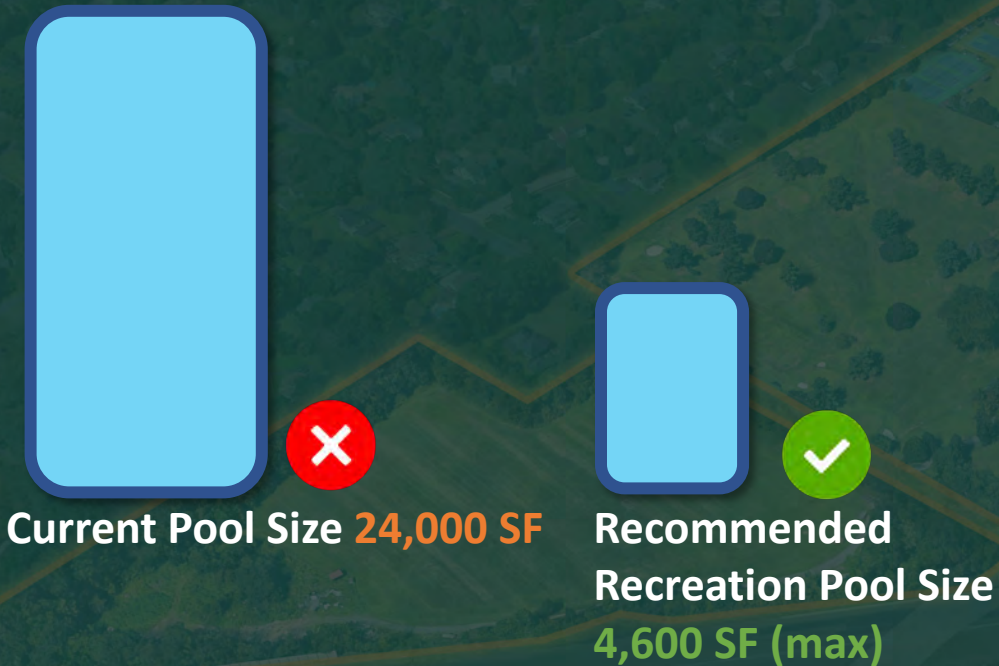 Current Pool Size 24,000 SF
Recommended
Recreation Pool Size
4,600 SF (max)